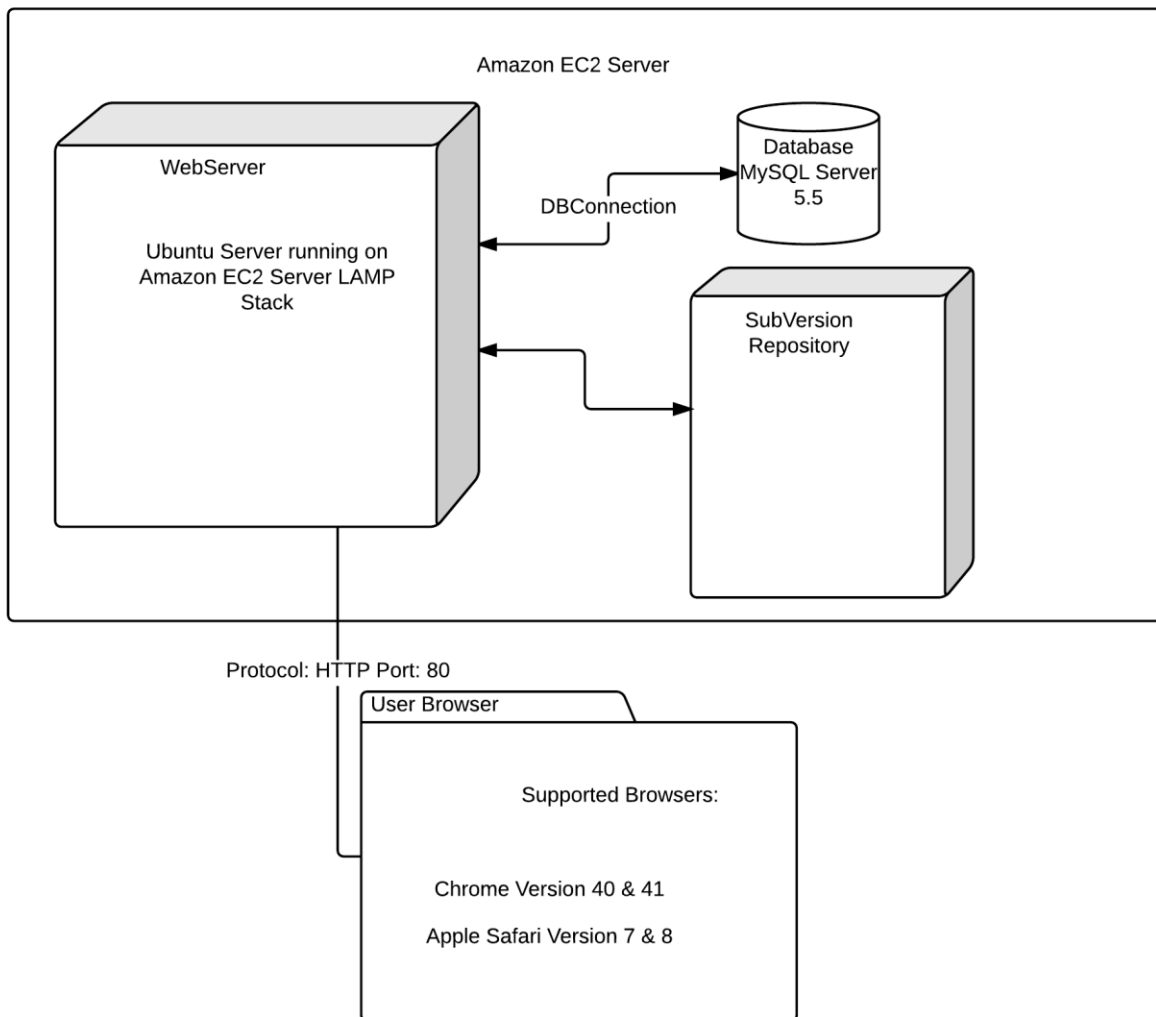 Amazon EC2 Server
WebServer
Ubuntu Server running on
Amazon EC2 Server LAMP
Stack
DBConnection
Database
MySQL Server
5.5
SubVersion
Repository
Protocol: HTTP Port: 80
User Browser
Supported Browsers:
Chrome Version 40 & 41
Apple Safari Version 7 & 8